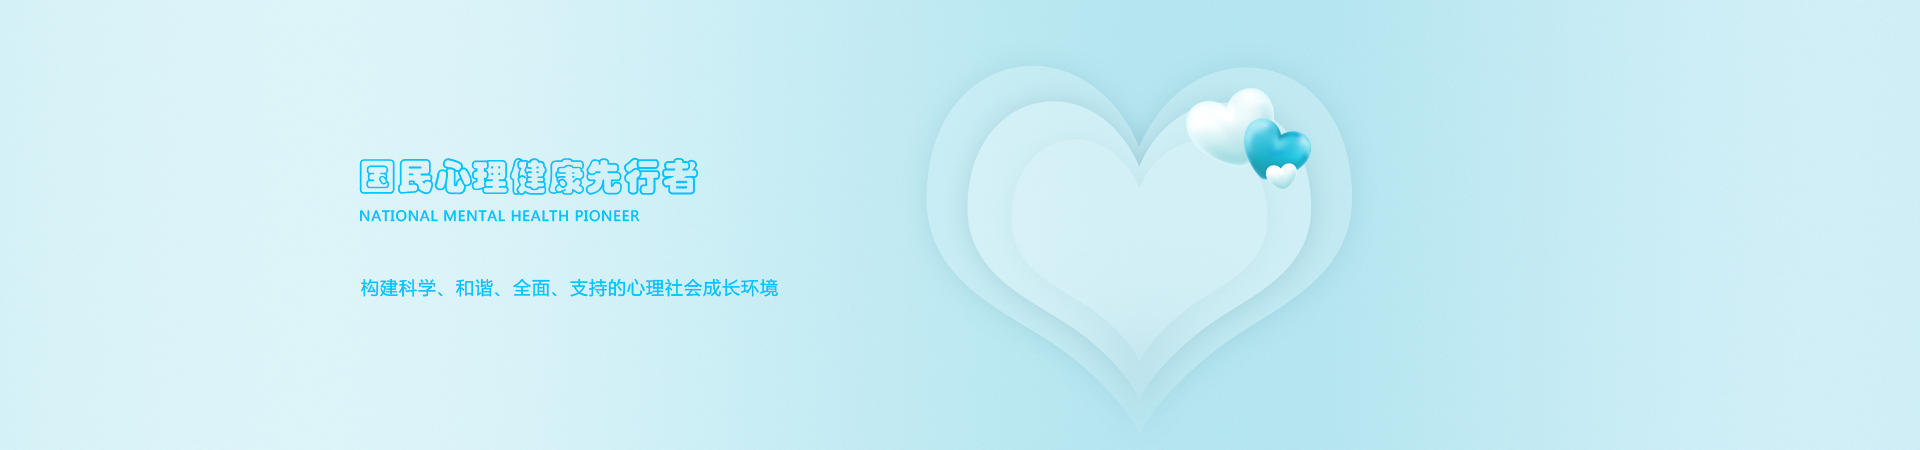 国民心理健康先行者
NATIONAL MENTAL HEALTH PIONEER
构建科学、和谐、全面、支持的心理社会成长环境